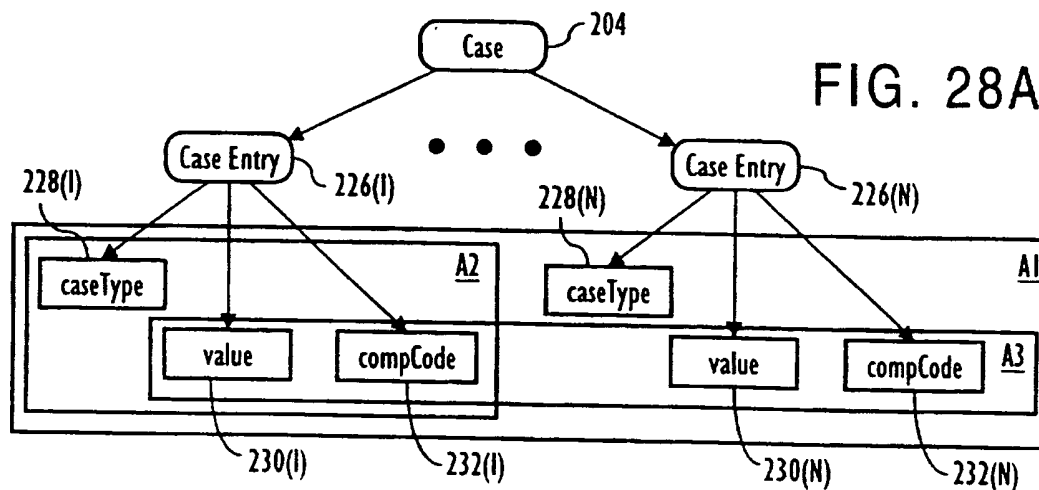 Case
204
FIG. 28A
Case Entry
226(I)
Case Entry
226(N)
228(I)
228(N)
A2
A1
caseType
caseType
value
compCode
value
compCode
A3
230(I)
232(I)
230(N)
232(N)